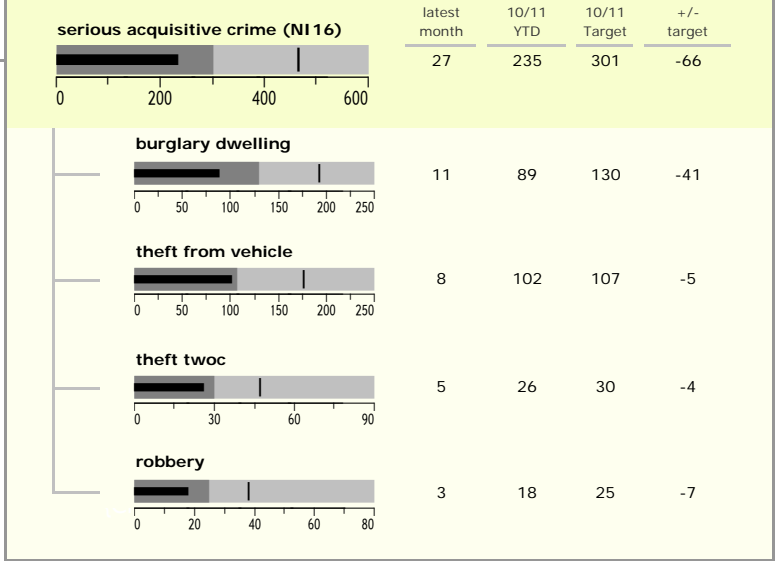 latest 10/11 10/11 +/-
serious acquisitive crime (NI16) month YTD Target target
27 235 301 -66
0 200 400 600
burglary dwelling
11 89 130 -41
0 50 100 150 200 250
theft from vehicle
8 102 107 -5
0 50 100 150 200 250
theft twoc
5 26 30 -4
0 30 60 90
robbery
3 18 25 -7
0 20 40 60 80